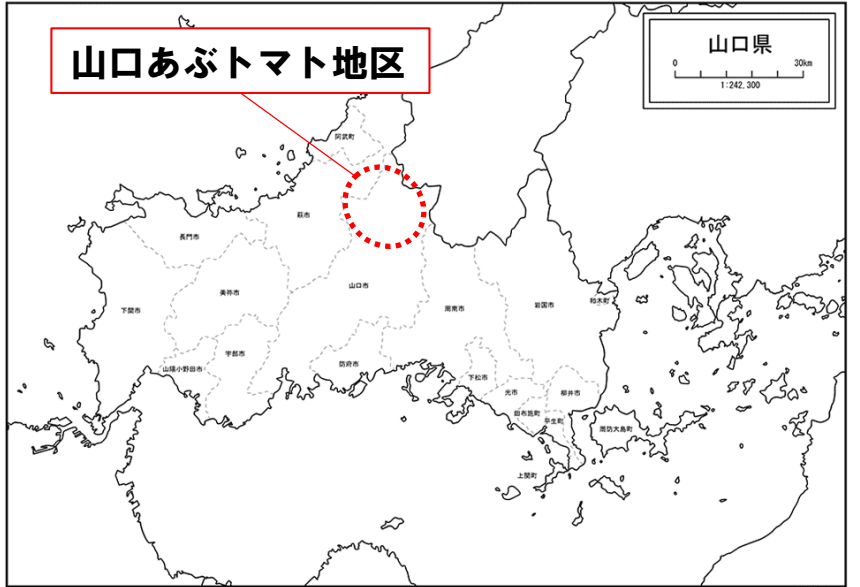 山口あぶトマト地区
山口県
0 30km
1:242,300
阿武町
萩市
長門市
美祢市
山口市
下関市
周南市
岩国市
和木町
宇部市
山陽小野田市
防府市
下松市
光市
柳井市
田布施町
平生町
周防大島町
上関町